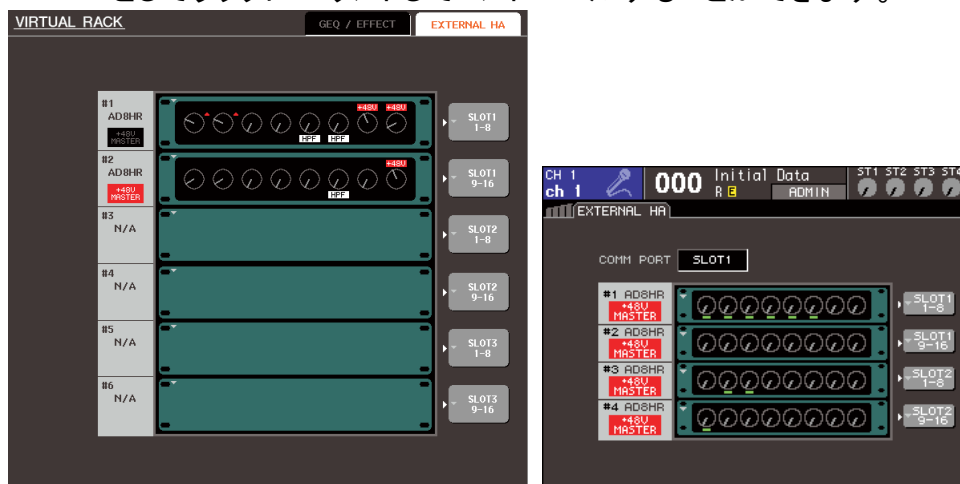 VIRTUAL RACK
GEQ / EFFECT
EXTERNAL HA
#1
AD8HR
+48V
MASTER
+48V
+48V
HPF
HPF
SLOT1
1-8
#2
AD8HR
+48V
MASTER
+48V
HPF
SLOT1
9-16
#3
N/A
SLOT2
1-8
#4
N/A
SLOT2
9-16
#5
N/A
SLOT3
1-8
#6
N/A
SLOT3
9-16
CH 1
ch 1
000
Initial Data
R E
ADMIN
ST1 ST2 ST3 ST4
EXTERNAL HA
COMM PORT
SLOT1
#1 AD8HR
+48V
MASTER
SLOT1
1-8
#2 AD8HR
+48V
MASTER
SLOT1
9-16
#3 AD8HR
+48V
MASTER
SLOT2
1-8
#4 AD8HR
+48V
MASTER
SLOT2
9-16